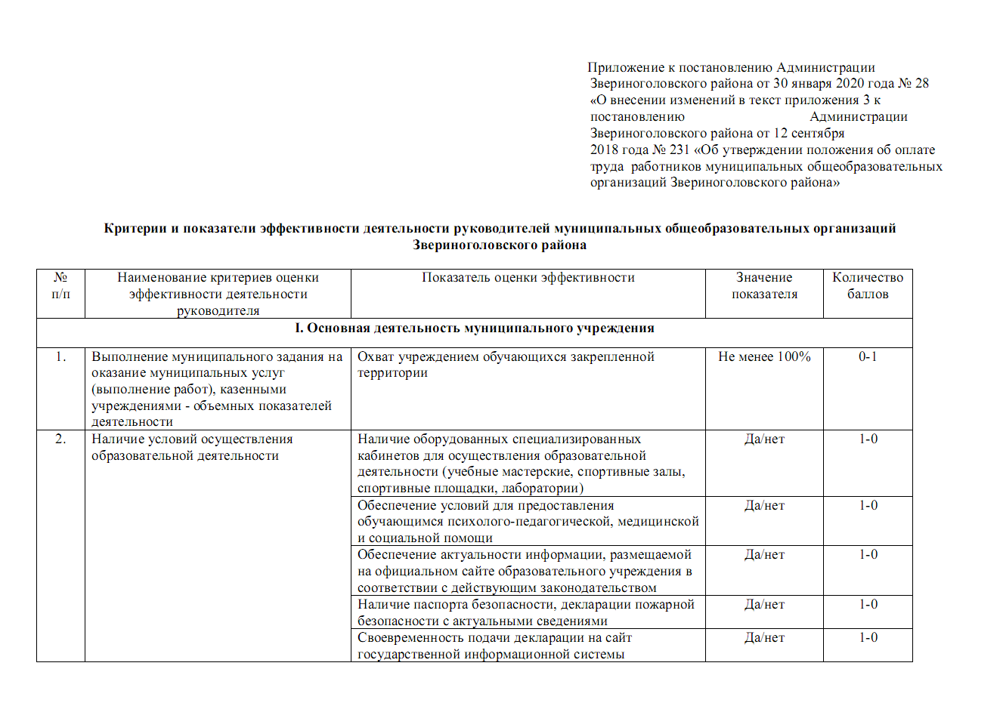 Приложение к постановлению Администрации
Звериноголовского района от 30 января 2020 года № 28
«О внесении изменений в текст приложения 3 к
постановлению Администрации
Звериноголовского района от 12 сентября
2018 года № 231 «Об утверждении положения об оплате
труда работников муниципальных общеобразовательных
организаций Звериноголовского района»
Критерии и показатели эффективности деятельности руководителей муниципальных общеобразовательных организаций
Звериноголовского района
№
п/п
Наименование критериев оценки
эффективности деятельности
руководителя
Показатель оценки эффективности
Значение
показателя
Количество
баллов
I. Основная деятельность муниципального учреждения
1.
Выполнение муниципального задания на
оказание муниципальных услуг
(выполнение работ), казенными
учреждениями - объемных показателей
деятельности
Охват учреждением обучающихся закрепленной
территории
Не менее 100%
0-1
2.
Наличие условий осуществления
образовательной деятельности
Наличие оборудованных специализированных
кабинетов для осуществления образовательной
деятельности (учебные мастерские, спортивные залы,
спортивные площадки, лаборатории)
Да/нет
1-0
Обеспечение условий для предоставления
обучающимся психолого-педагогической, медицинской
и социальной помощи
Да/нет
1-0
Обеспечение актуальности информации, размещаемой
на официальном сайте образовательного учреждения в
соответствии с действующим законодательством
Да/нет
1-0
Наличие паспорта безопасности, декларации пожарной
безопасности с актуальными сведениями
Да/нет
1-0
Своевременность подачи декларации на сайт
государственной информационной системы
Да/нет
1-0